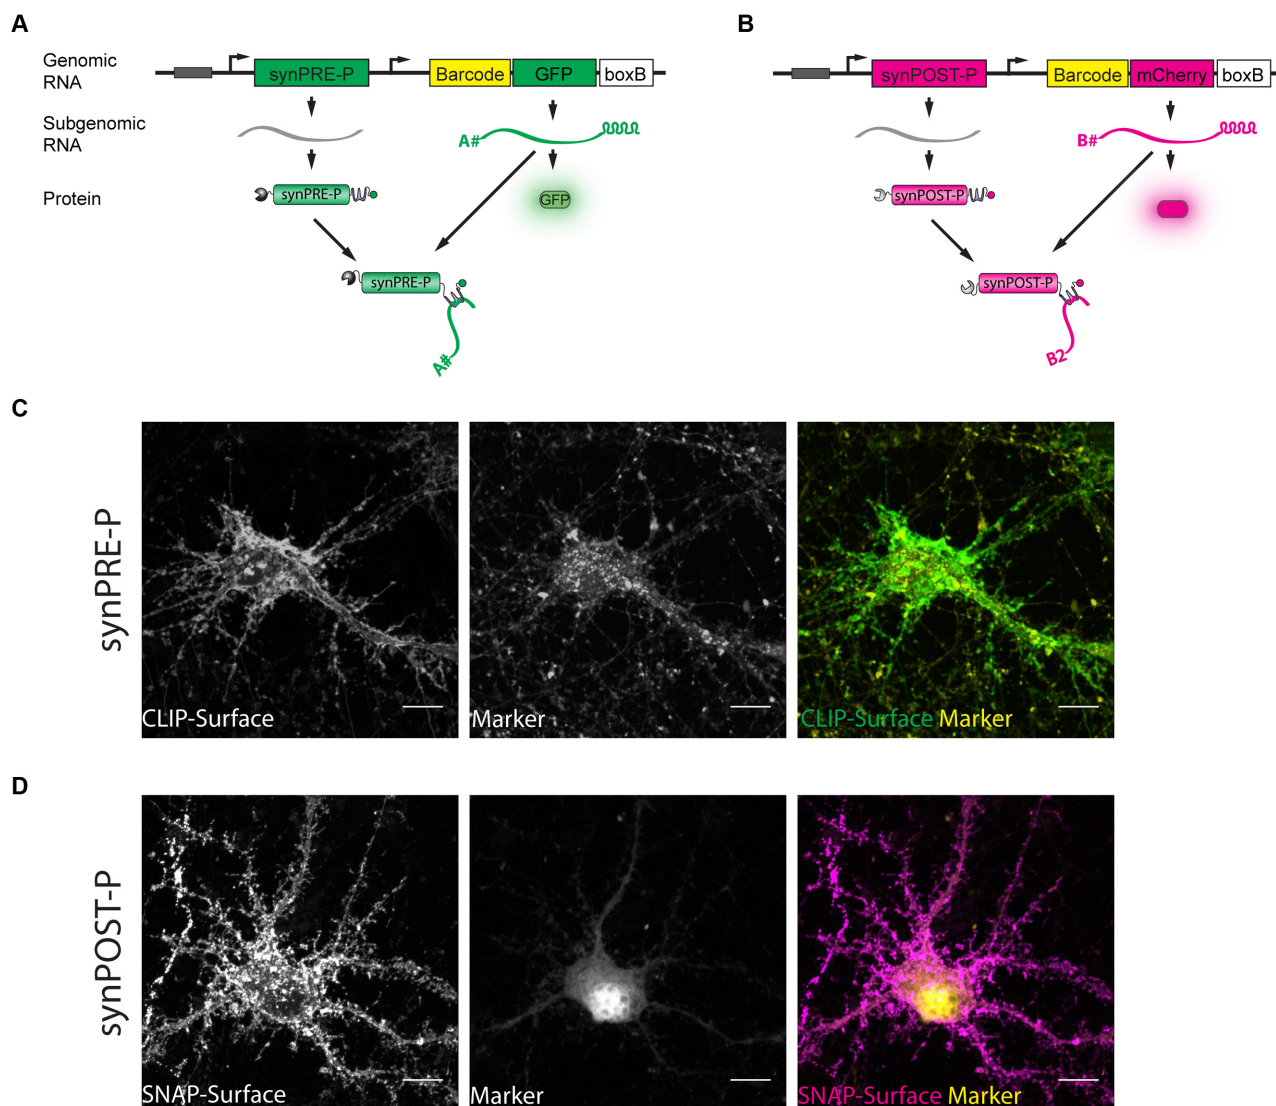 A
B
Genomic
RNA
synPRE-P
Barcode
GFP
boxB
synPOST-P
Barcode
mCherry
boxB
Subgenomic
RNA
A#
B#
Protein
synPRE-P
GFP
synPOST-P
synPRE-P
A#
synPOST-P
B2
C
synPRE-P
CLIP-Surface
Marker
CLIP-Surface Marker
D
synPOST-P
SNAP-Surface
Marker
SNAP-Surface Marker